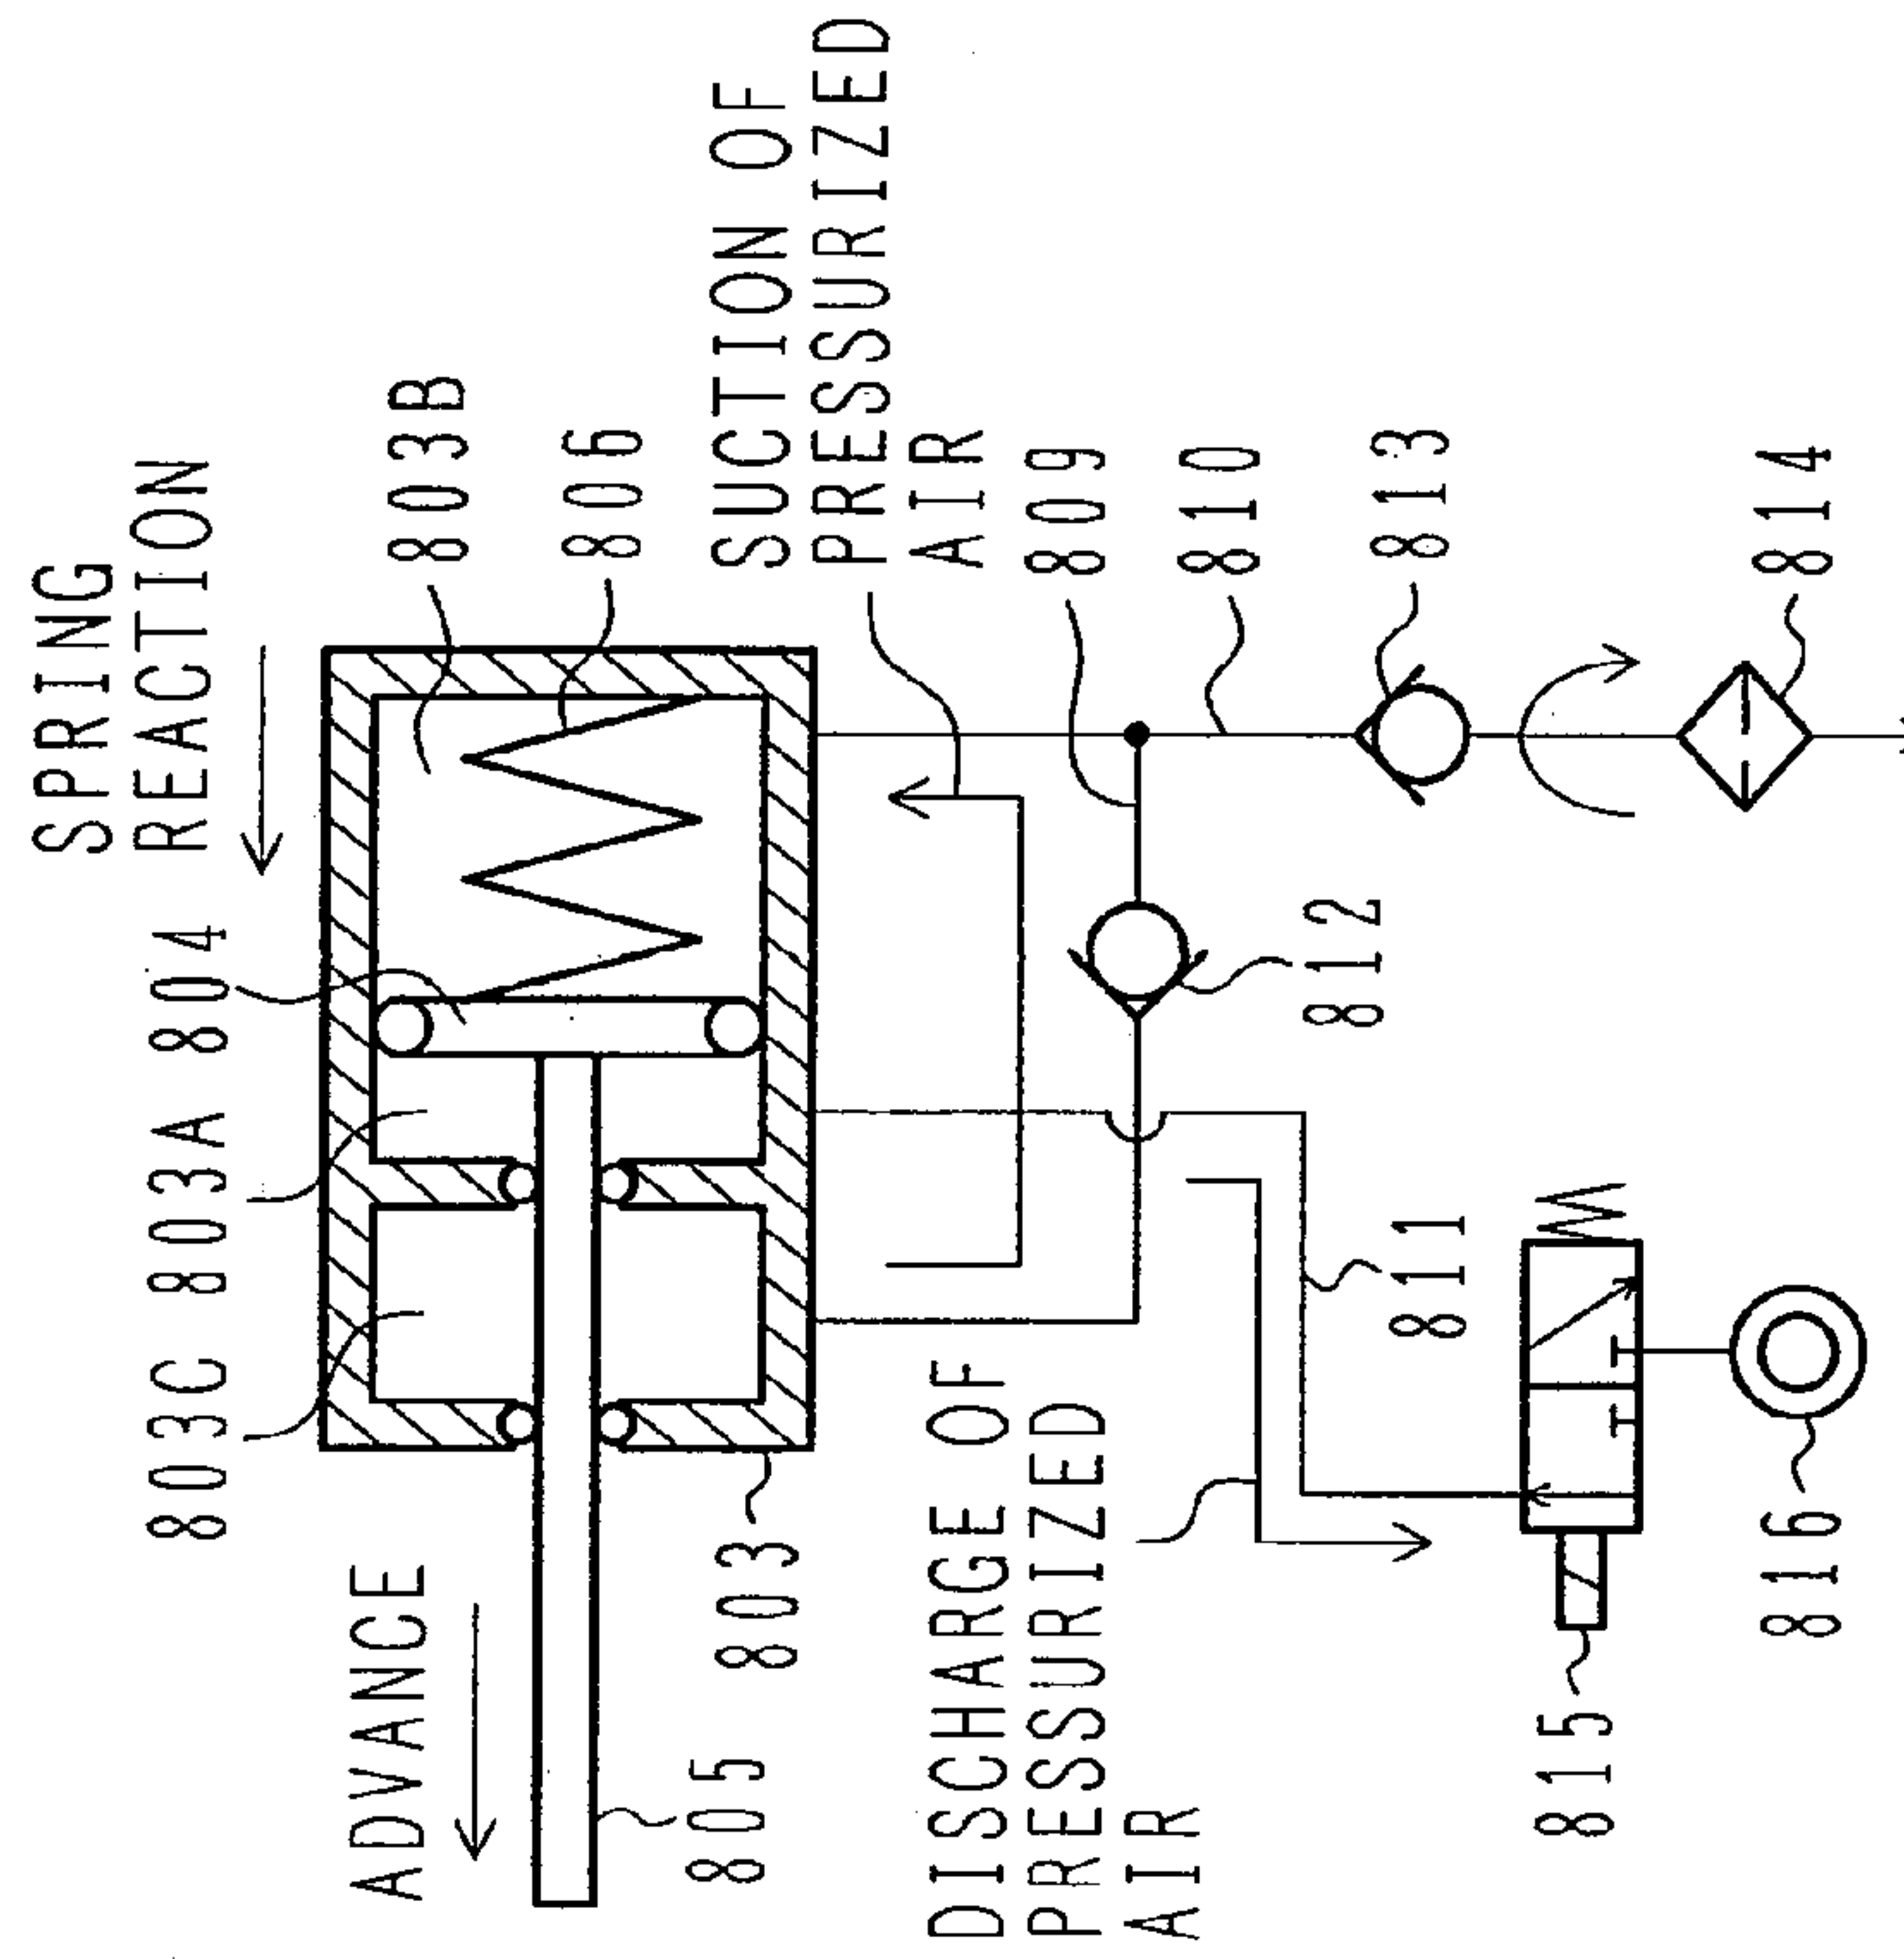 SPRING
REACTION
803C
803A
804
803B
806
ADVANCE
805
803
SUCTION OF
PRESSURIZED
AIR
809
810
813
814
812
DISCHARGE OF
PRESSURIZED
AIR
811
815
816